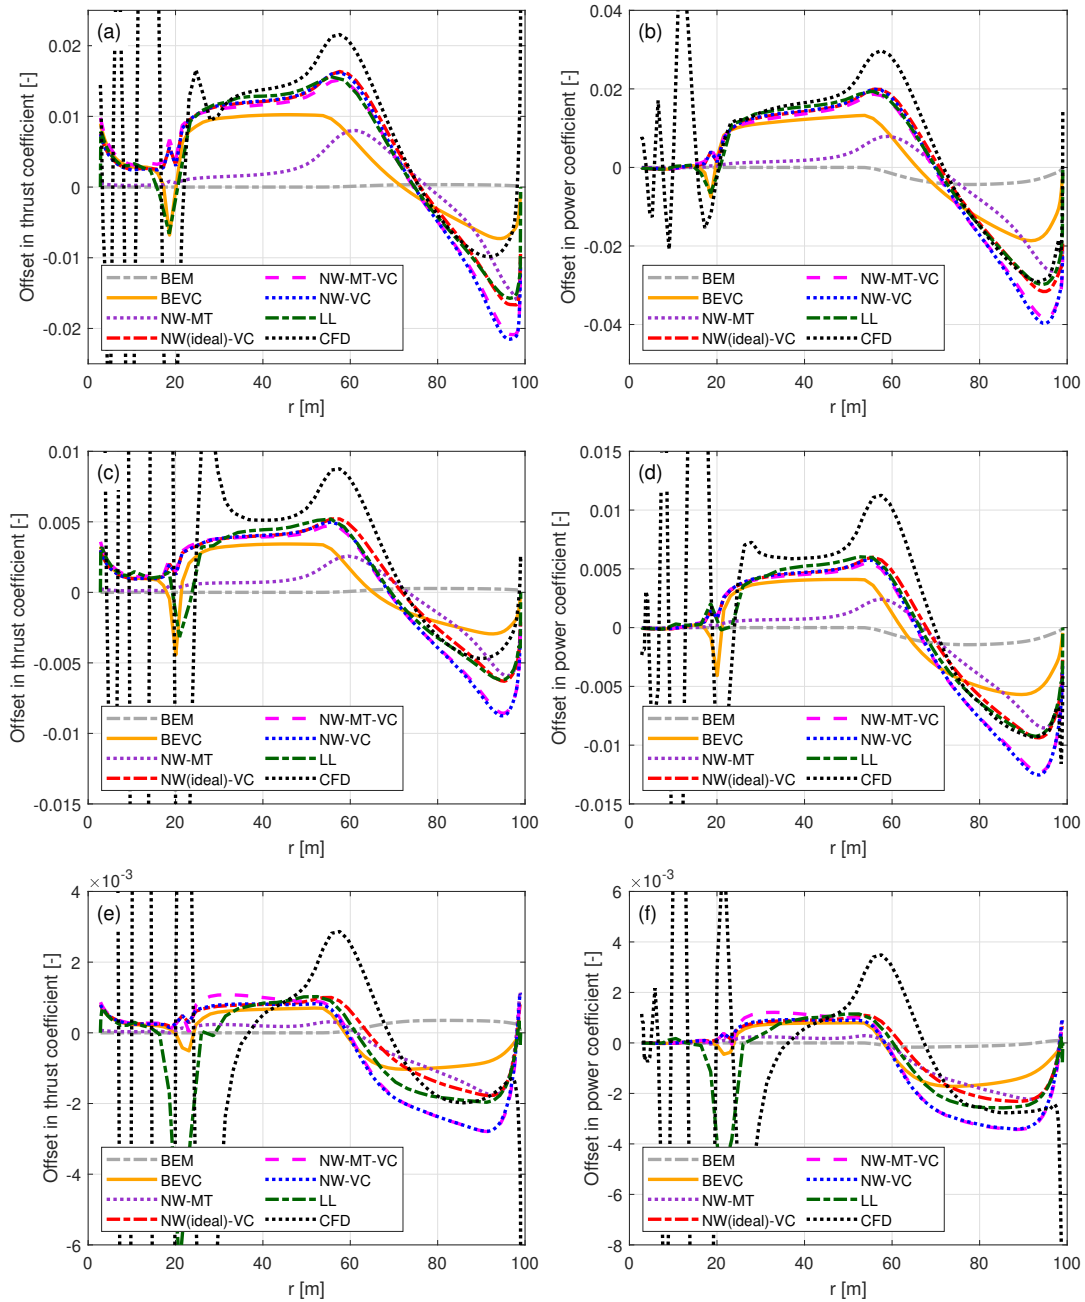 (a)
Offset in thrust coefficient [-]
0.02
0.01
0
-0.01
-0.02
BEM
BEVC
NW-MT
NW(ideal)-VC
NW-MT-VC
NW-VC
LL
CFD
0 20 40 60 80 100
r [m]
(b)
Offset in power coefficient [-]
0.04
0.02
0
-0.02
-0.04
BEM
BEVC
NW-MT
NW(ideal)-VC
NW-MT-VC
NW-VC
LL
CFD
0 20 40 60 80 100
r [m]
(c)
Offset in thrust coefficient [-]
0.01
0.005
0
-0.005
-0.01
-0.015
BEM
BEVC
NW-MT
NW(ideal)-VC
NW-MT-VC
NW-VC
LL
CFD
0 20 40 60 80 100
r [m]
(d)
Offset in power coefficient [-]
0.015
0.01
0.005
0
-0.005
-0.01
-0.015
BEM
BEVC
NW-MT
NW(ideal)-VC
NW-MT-VC
NW-VC
LL
CFD
0 20 40 60 80 100
r [m]
×10⁻³
(e)
Offset in thrust coefficient [-]
4
2
0
-2
-4
-6
BEM
BEVC
NW-MT
NW(ideal)-VC
NW-MT-VC
NW-VC
LL
CFD
0 20 40 60 80 100
r [m]
×10⁻³
(f)
Offset in power coefficient [-]
6
4
2
0
-2
-4
-6
-8
BEM
BEVC
NW-MT
NW(ideal)-VC
NW-MT-VC
NW-VC
LL
CFD
0 20 40 60 80 100
r [m]